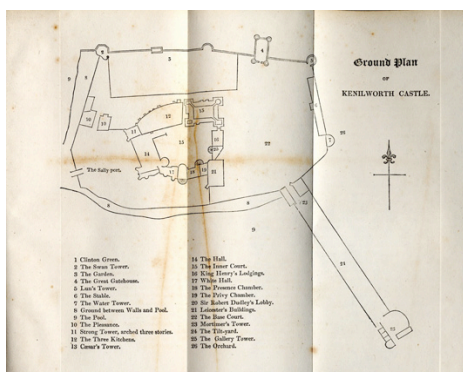 Ground Plan
OF
KENILWORTH CASTLE.
The Sally-port.
1 Clinton Green.
2 The Swan Tower.
3 The Garden.
4 The Great Gatehouse.
5 Lun's Tower.
6 The Stable.
7 The Water Tower.
8 Ground between Walls and Pool.
9 The Pool.
10 The Pleasance.
11 Strong Tower, arched three stories.
12 The Three Kitchens.
13 Cæsar's Tower.
14 The Hall.
15 The Inner Court.
16 King Henry's Lodgings.
17 White Hall.
18 The Presence Chamber.
19 The Privy Chamber.
20 Sir Robert Dudley's Lobby.
21 Leicester's Buildings.
22 The Base Court.
23 Mortimer's Tower.
24 The Tilt-yard.
25 The Gallery Tower.
26 The Orchard.